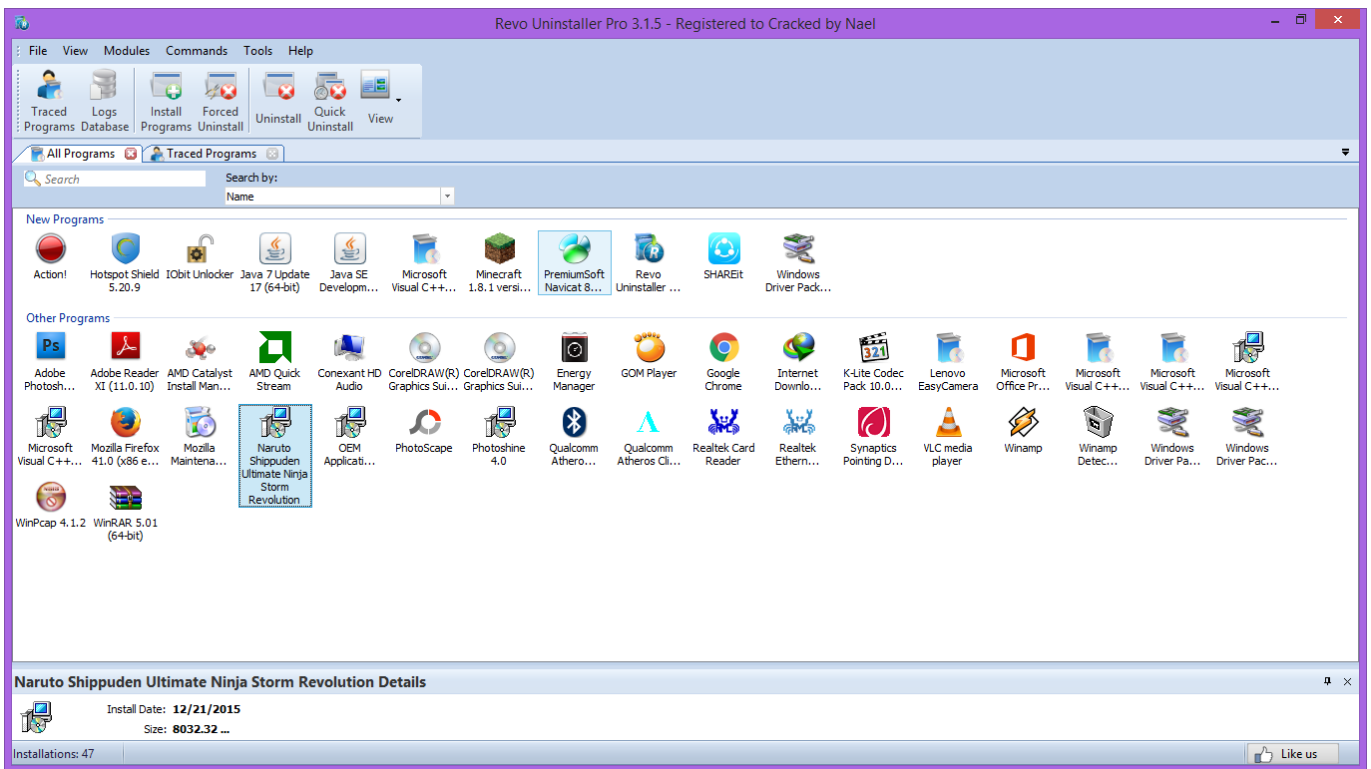 Revo Uninstaller Pro 3.1.5 - Registered to Cracked by Nael
File View Modules Commands Tools Help
Traced Programs
Logs Database
Install Programs
Forced Uninstall
Uninstall
Quick Uninstall
View
All Programs
Traced Programs
Search
Search by:
Name
New Programs
Action!
Hotspot Shield 5.20.9
IObit Unlocker
Java 7 Update 17 (64-bit)
Java SE Developm...
Microsoft Visual C++...
Minecraft 1.8.1 versi...
PremiumSoft Navicat 8...
Revo Uninstaller ...
SHAREit
Windows Driver Pack...
Other Programs
Ps
321
Adobe Photosh...
Adobe Reader XI (11.0.10)
AMD Catalyst Install Man...
AMD Quick Stream
Conexant HD Audio
CorelDRAW(R) Graphics Sui...
CorelDRAW(R) Graphics Sui...
Energy Manager
GOM Player
Google Chrome
Internet Downlo...
K-Lite Codec Pack 10.0...
Lenovo EasyCamera
Microsoft Office Pr...
Microsoft Visual C++...
Microsoft Visual C++...
Microsoft Visual C++...
Microsoft Visual C++...
Mozilla Firefox 41.0 (x86 e...
Mozilla Maintena...
Naruto Shippuden Ultimate Ninja Storm Revolution
OEM Applicati...
PhotoScape
Photoshine 4.0
Qualcomm Athero...
Qualcomm Atheros Cli...
Realtek Card Reader
Realtek Ethern...
Synaptics Pointing D...
VLC media player
Winamp
Winamp Detec...
Windows Driver Pa...
Windows Driver Pac...
WinPcap 4.1.2
WinRAR 5.01 (64-bit)
Naruto Shippuden Ultimate Ninja Storm Revolution Details
Install Date: 12/21/2015
Size: 8032.32 ...
Installations: 47
Like us